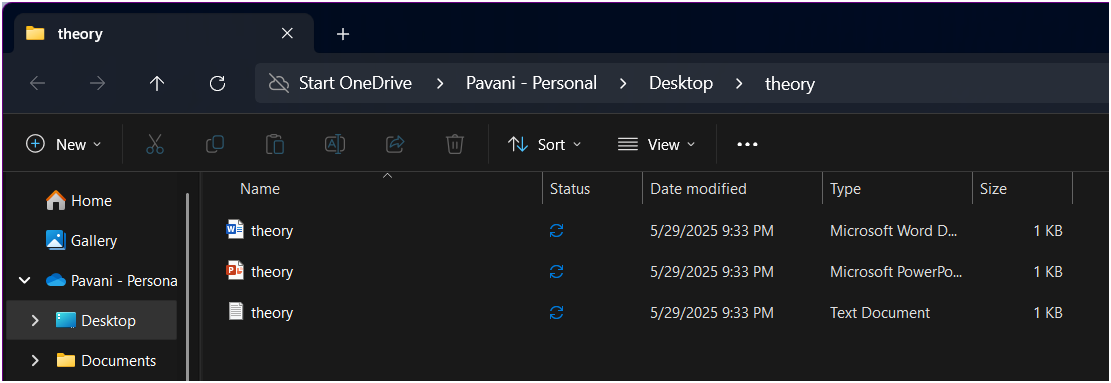 theory
Start OneDrive > Pavani - Personal > Desktop > theory
New Sort View
Name Status Date modified Type Size
Home
Gallery
Pavani - Persona
Desktop
Documents
theory 5/29/2025 9:33 PM Microsoft Word D... 1 KB
theory 5/29/2025 9:33 PM Microsoft PowerPo... 1 KB
theory 5/29/2025 9:33 PM Text Document 1 KB